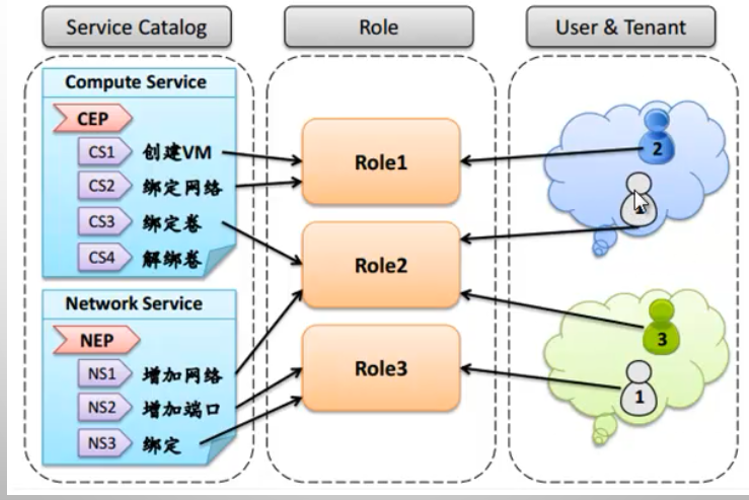 Service Catalog
Role
User & Tenant
Compute Service
CEP
CS1 创建VM
CS2 绑定网络
CS3 绑定卷
CS4 解绑卷
Network Service
NEP
NS1 增加网络
NS2 增加端口
NS3 绑定
Role1
Role2
Role3
2
3
1